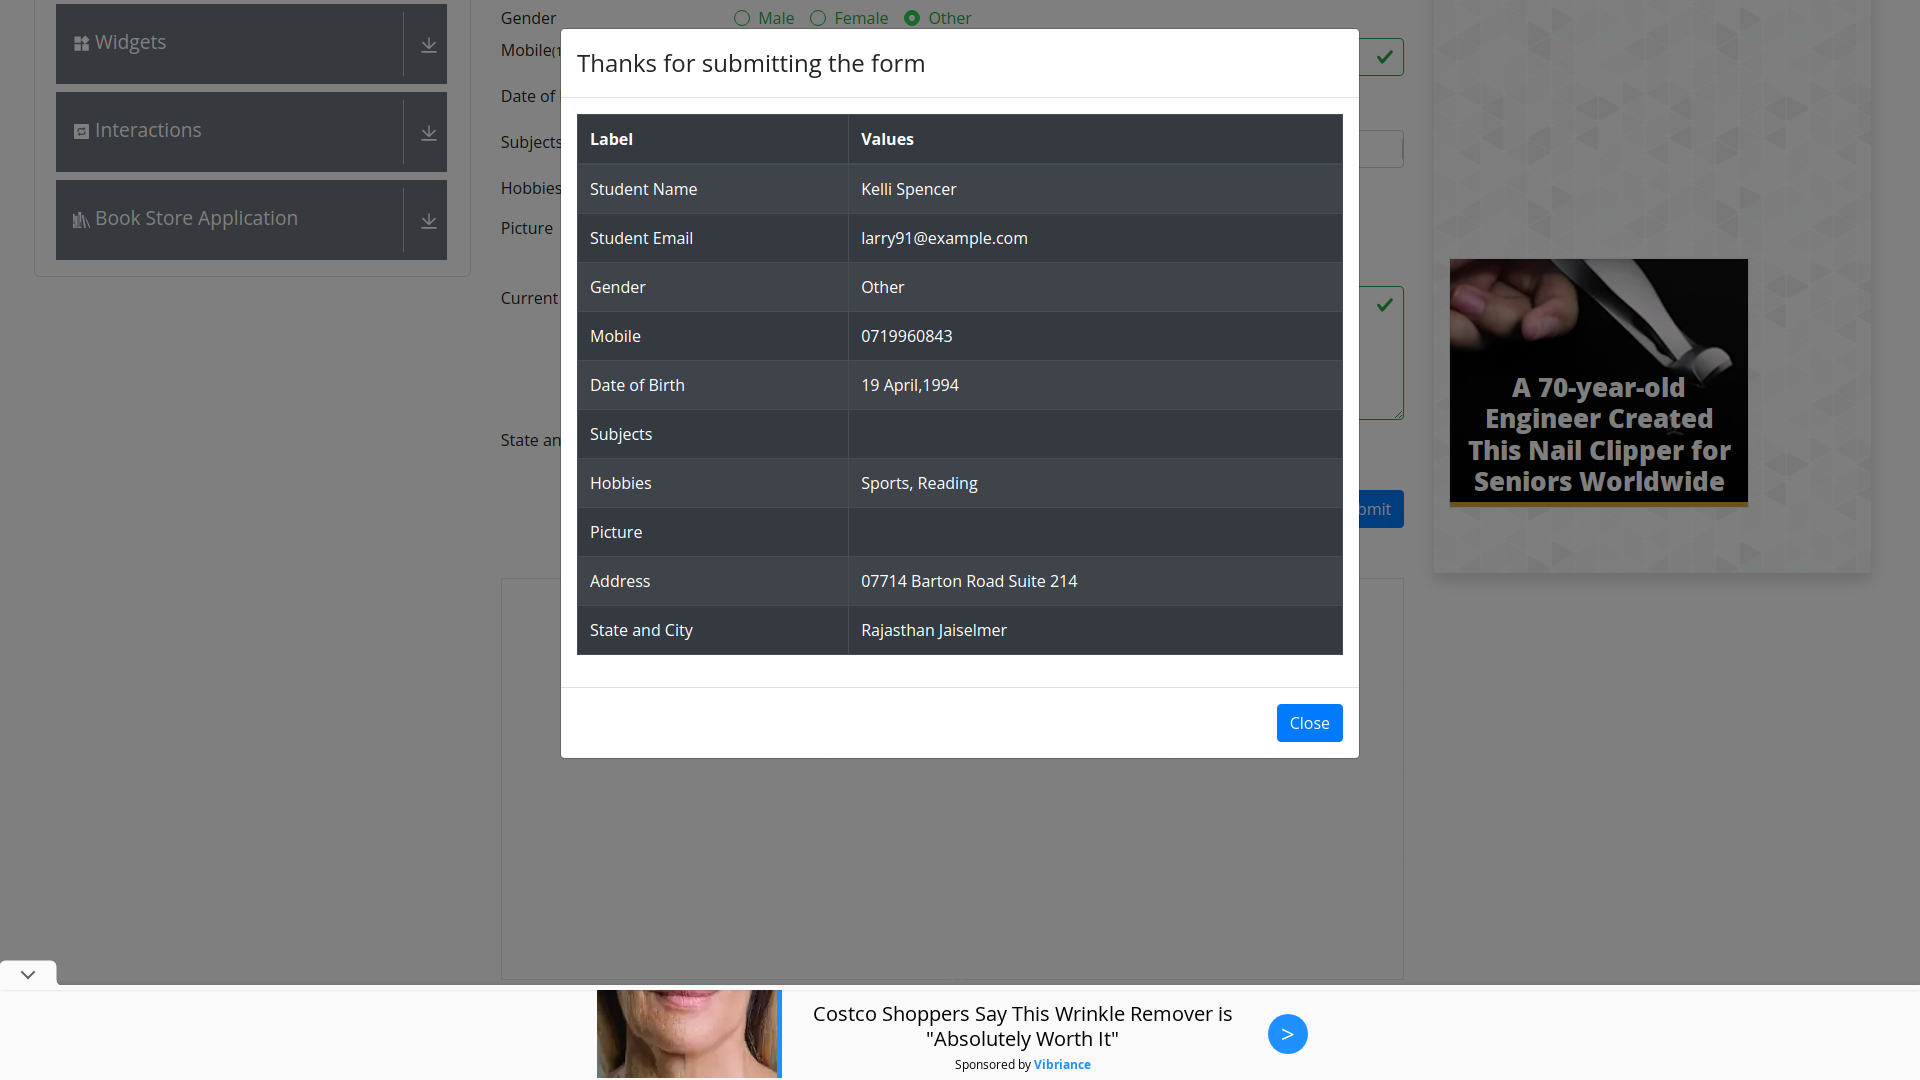 Widgets
Interactions
Book Store Application
Gender Male Female Other
Mobile
Date of
Subjects
Hobbies
Picture
Current
State
Thanks for submitting the form
Label Values
Student Name Kelli Spencer
Student Email larry91@example.com
Gender Other
Mobile 0719960843
Date of Birth 19 April,1994
Subjects
Hobbies Sports, Reading
Picture
Address 07714 Barton Road Suite 214
State and City Rajasthan Jaiselmer
Close
A 70-year-old
Engineer Created
This Nail Clipper for
Seniors Worldwide
Costco Shoppers Say This Wrinkle Remover is
"Absolutely Worth It"
Sponsored by Vibriance
>